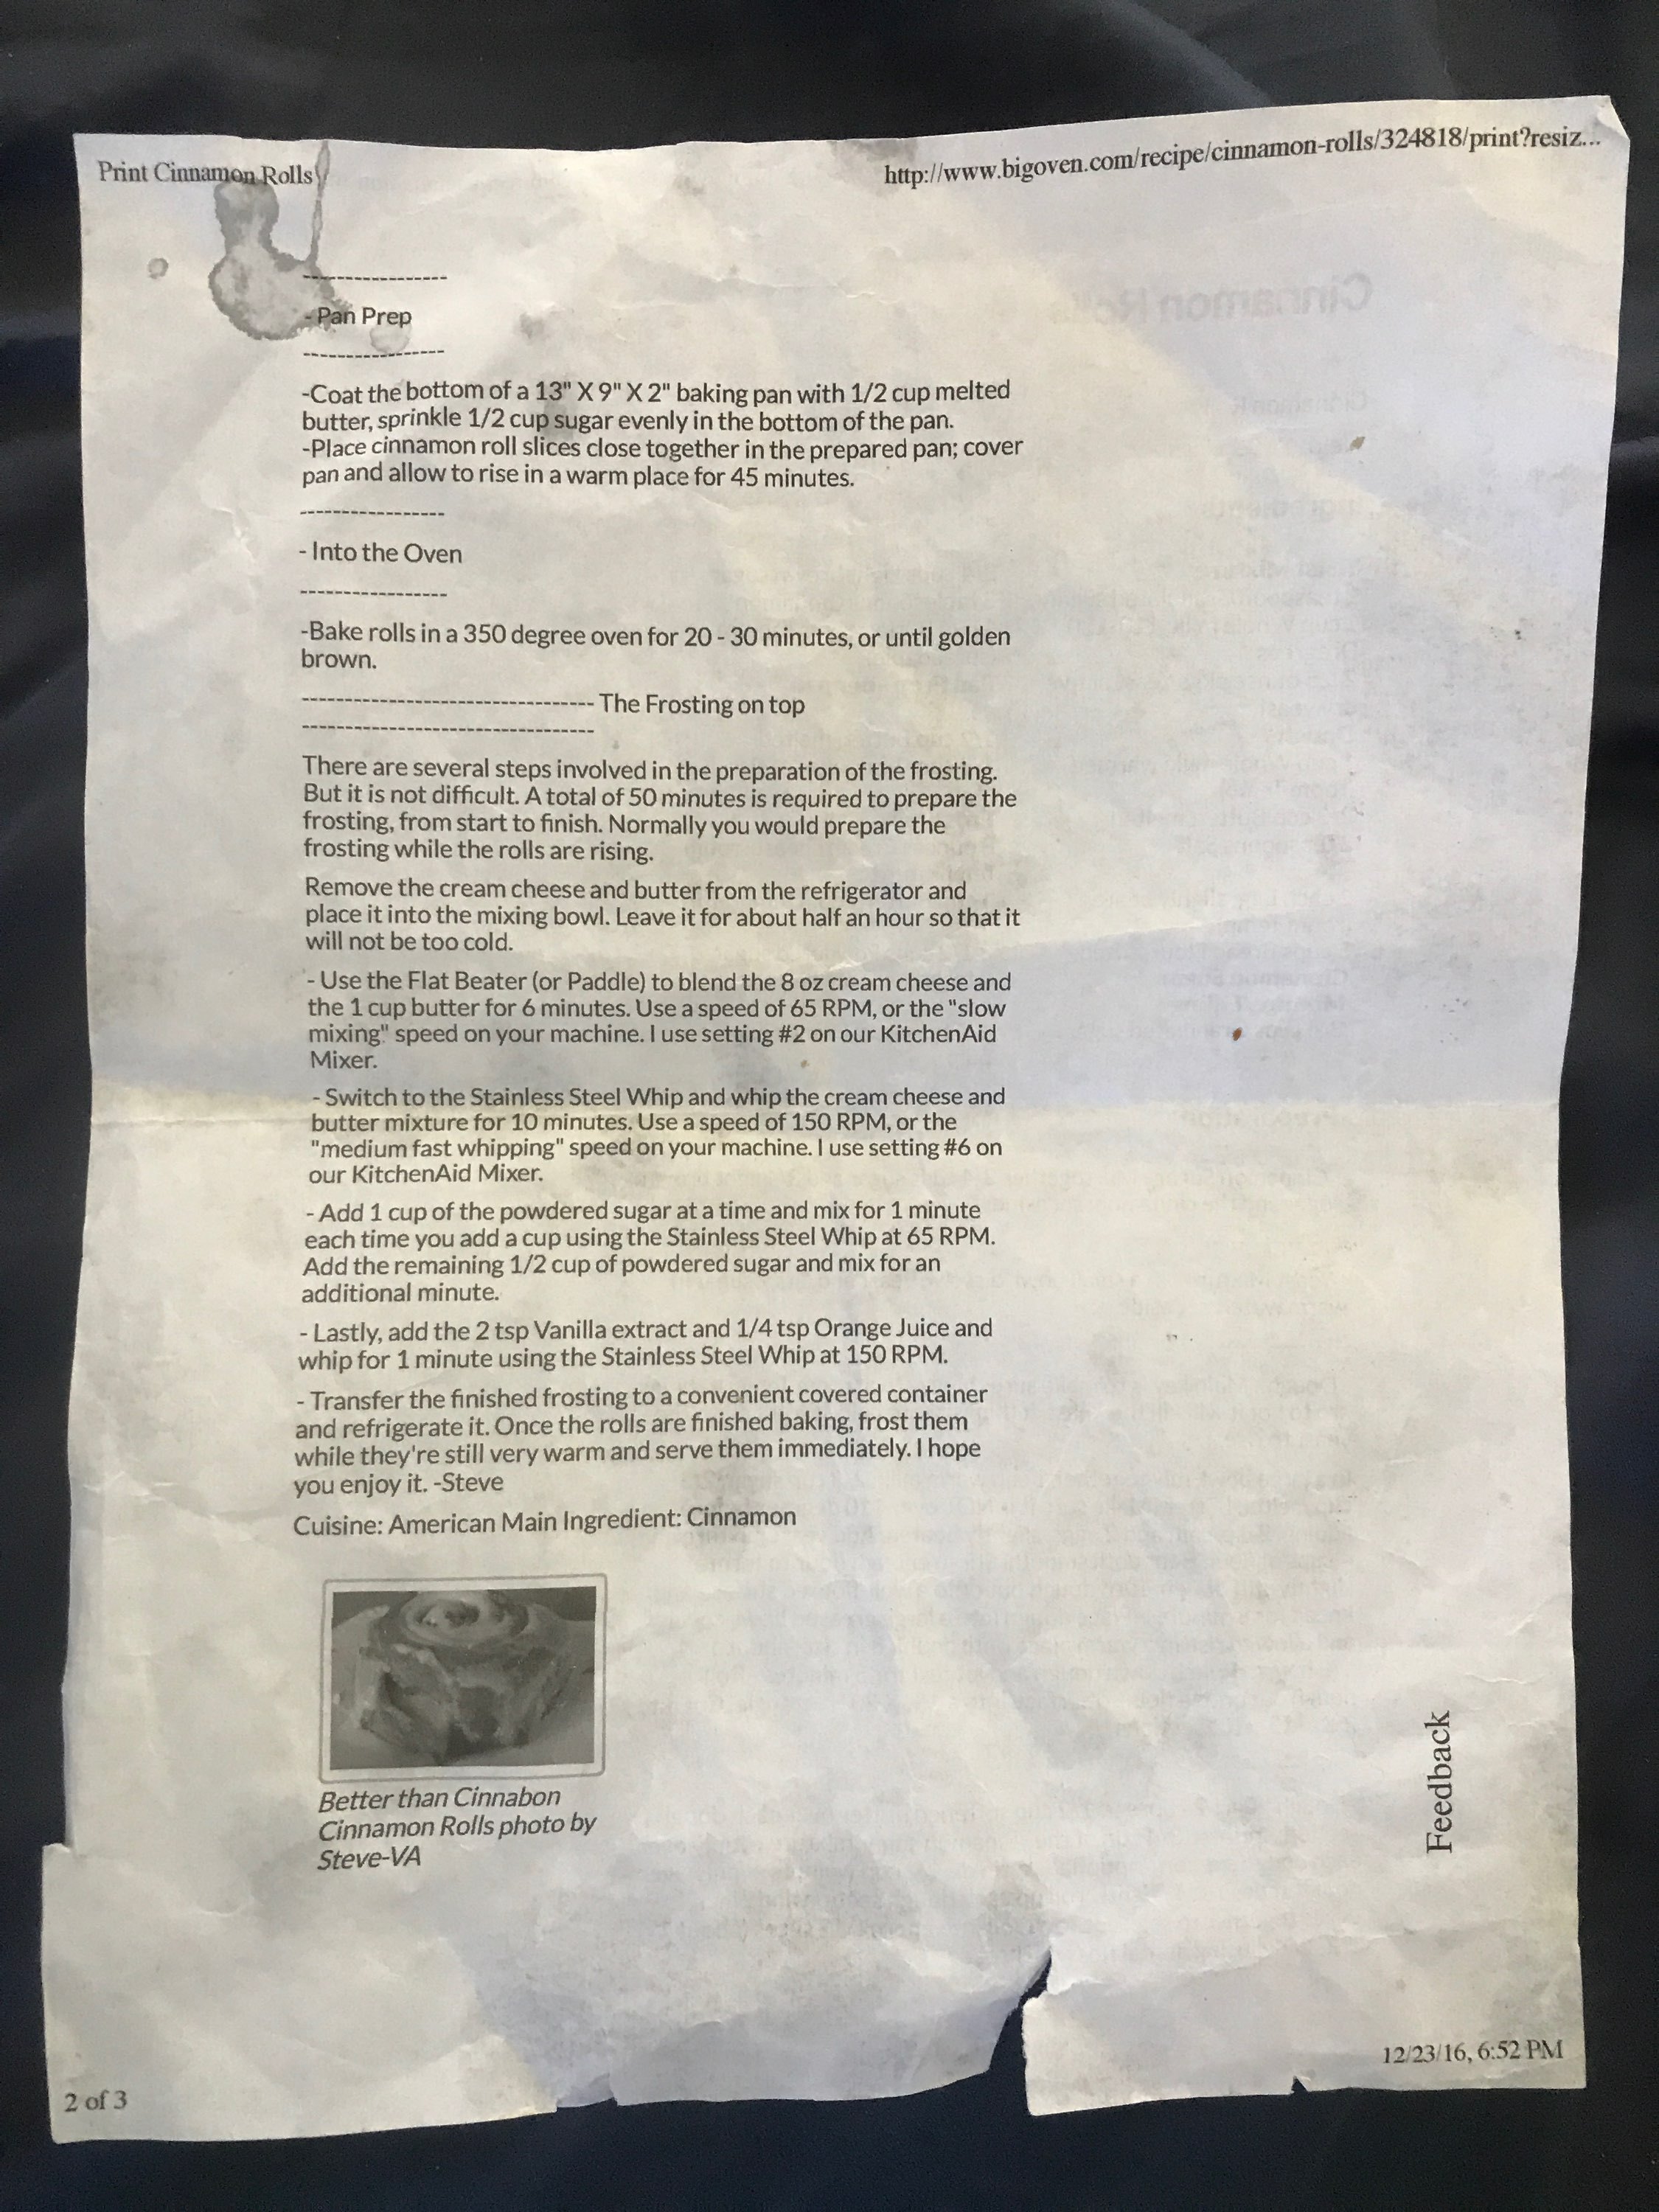 Print Cinnamon Rolls
http://www.bigoven.com/recipe/cinnamon-rolls/324818/print?resiz...
-----------------
- Pan Prep
-----------------
-Coat the bottom of a 13" X 9" X 2" baking pan with 1/2 cup melted
butter, sprinkle 1/2 cup sugar evenly in the bottom of the pan.
-Place cinnamon roll slices close together in the prepared pan; cover
pan and allow to rise in a warm place for 45 minutes.
-----------------
- Into the Oven
-----------------
-Bake rolls in a 350 degree oven for 20 - 30 minutes, or until golden
brown.
---------------------------------- The Frosting on top
----------------------------------
There are several steps involved in the preparation of the frosting.
But it is not difficult. A total of 50 minutes is required to prepare the
frosting, from start to finish. Normally you would prepare the
frosting while the rolls are rising.
Remove the cream cheese and butter from the refrigerator and
place it into the mixing bowl. Leave it for about half an hour so that it
will not be too cold.
- Use the Flat Beater (or Paddle) to blend the 8 oz cream cheese and
the 1 cup butter for 6 minutes. Use a speed of 65 RPM, or the "slow
mixing" speed on your machine. I use setting #2 on our KitchenAid
Mixer.
- Switch to the Stainless Steel Whip and whip the cream cheese and
butter mixture for 10 minutes. Use a speed of 150 RPM, or the
"medium fast whipping" speed on your machine. I use setting #6 on
our KitchenAid Mixer.
- Add 1 cup of the powdered sugar at a time and mix for 1 minute
each time you add a cup using the Stainless Steel Whip at 65 RPM.
Add the remaining 1/2 cup of powdered sugar and mix for an
additional minute.
- Lastly, add the 2 tsp Vanilla extract and 1/4 tsp Orange Juice and
whip for 1 minute using the Stainless Steel Whip at 150 RPM.
- Transfer the finished frosting to a convenient covered container
and refrigerate it. Once the rolls are finished baking, frost them
while they're still very warm and serve them immediately. I hope
you enjoy it. -Steve
Cuisine: American Main Ingredient: Cinnamon
Better than Cinnabon
Cinnamon Rolls photo by
Steve-VA
Feedback
2 of 3
12/23/16, 6:52 PM